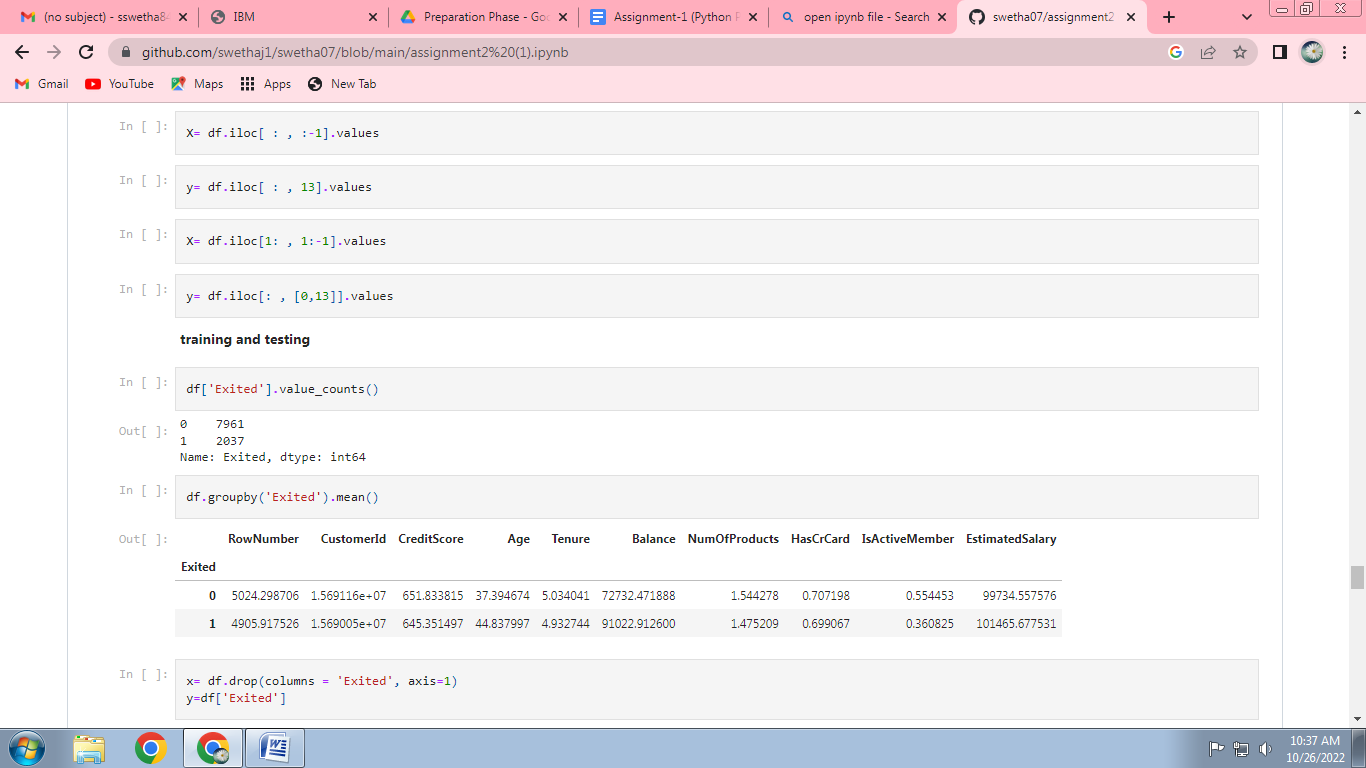 (no subject) - sswetha84
IBM
Preparation Phase - Goo
Assignment-1 (Python P
open ipynb file - Search
swetha07/assignment2
github.com/swethaj1/swetha07/blob/main/assignment2%20(1).ipynb
Gmail
YouTube
Maps
Apps
New Tab
In [ ]: X= df.iloc[ : , :-1].values
In [ ]: y= df.iloc[ : , 13].values
In [ ]: X= df.iloc[1: , 1:-1].values
In [ ]: y= df.iloc[: , [0,13]].values
training and testing
In [ ]: df['Exited'].value_counts()
Out[ ]: 0 7961
1 2037
Name: Exited, dtype: int64
In [ ]: df.groupby('Exited').mean()
Out[ ]: RowNumber CustomerId CreditScore Age Tenure Balance NumOfProducts HasCrCard IsActiveMember EstimatedSalary
Exited
0 5024.298706 1.569116e+07 651.833815 37.394674 5.034041 72732.471888 1.544278 0.707198 0.554453 99734.557576
1 4905.917526 1.569005e+07 645.351497 44.837997 4.932744 91022.912600 1.475209 0.699067 0.360825 101465.677531
In [ ]: x= df.drop(columns = 'Exited', axis=1)
y=df['Exited']
10:37 AM
10/26/2022